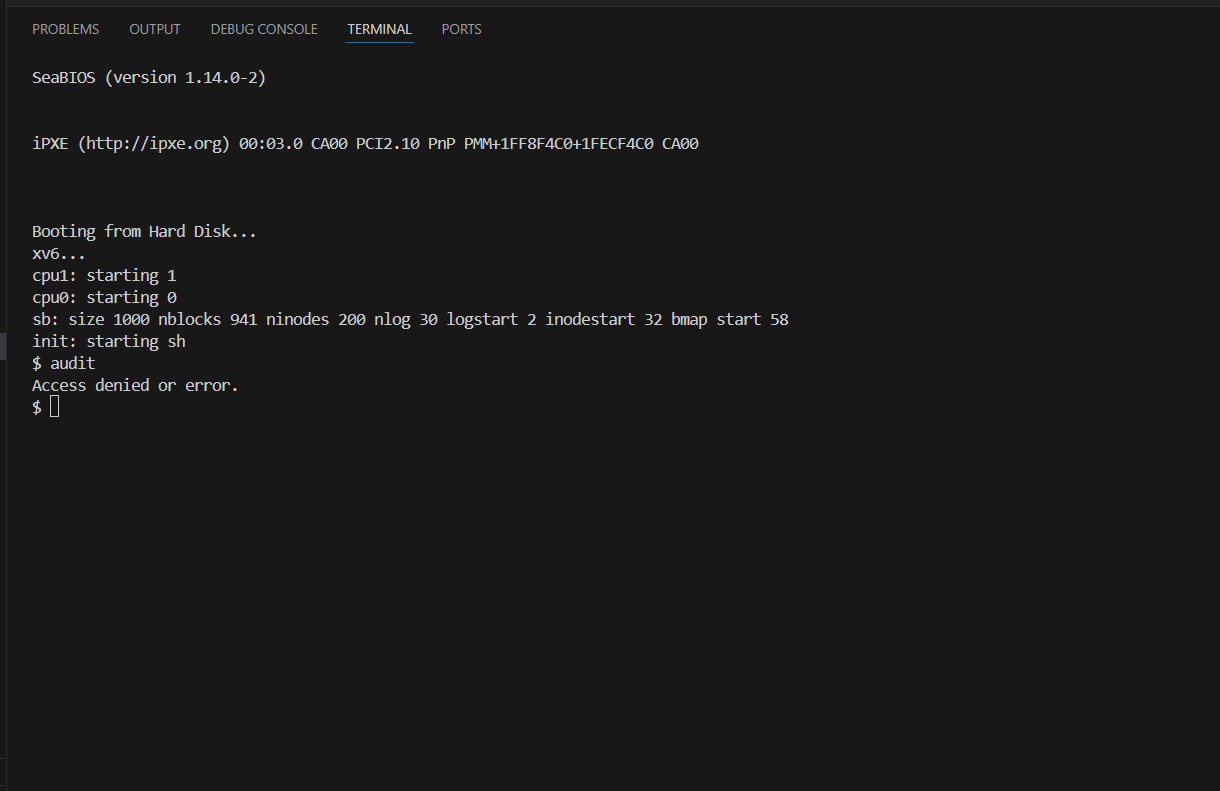 PROBLEMS OUTPUT DEBUG CONSOLE TERMINAL PORTS
SeaBIOS (version 1.14.0-2)
iPXE (http://ipxe.org) 00:03.0 CA00 PCI2.10 PnP PMM+1FF8F4C0+1FECF4C0 CA00
Booting from Hard Disk...
xv6...
cpu1: starting 1
cpu0: starting 0
sb: size 1000 nblocks 941 ninodes 200 nlog 30 logstart 2 inodestart 32 bmap start 58
init: starting sh
$ audit
Access denied or error.
$